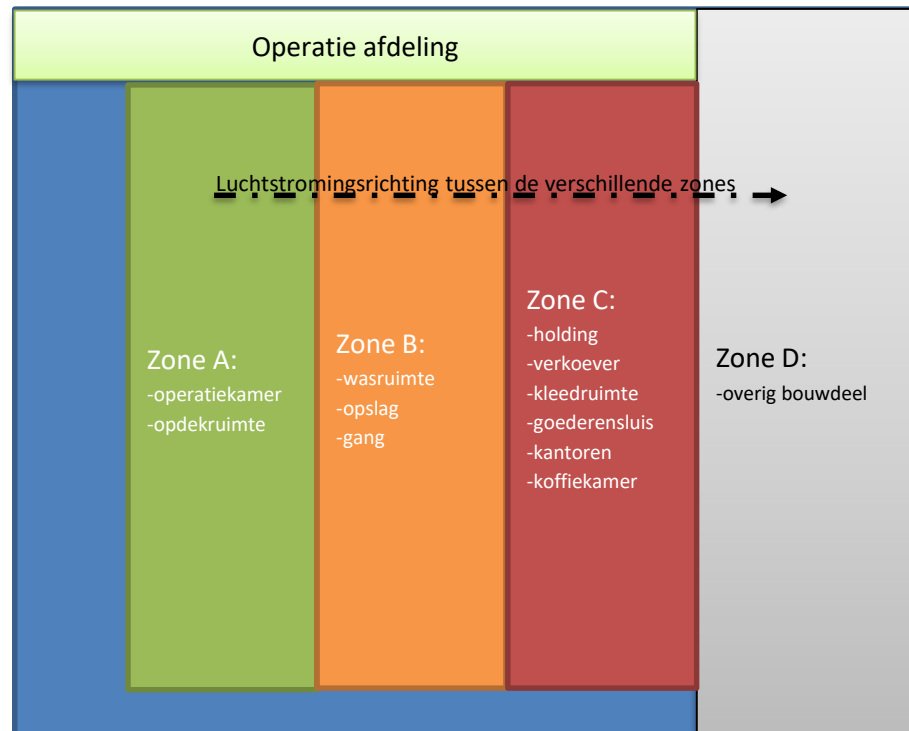 Operatie afdeling
Luchtstromingsrichting tussen de verschillende zones
Zone A:
-operatiekamer
-opdekruimte
Zone B:
-wasruimte
-opslag
-gang
Zone C:
-holding
-verkoever
-kleedruimte
-goederensluis
-kantoren
-koffiekamer
Zone D:
-overig bouwdeel